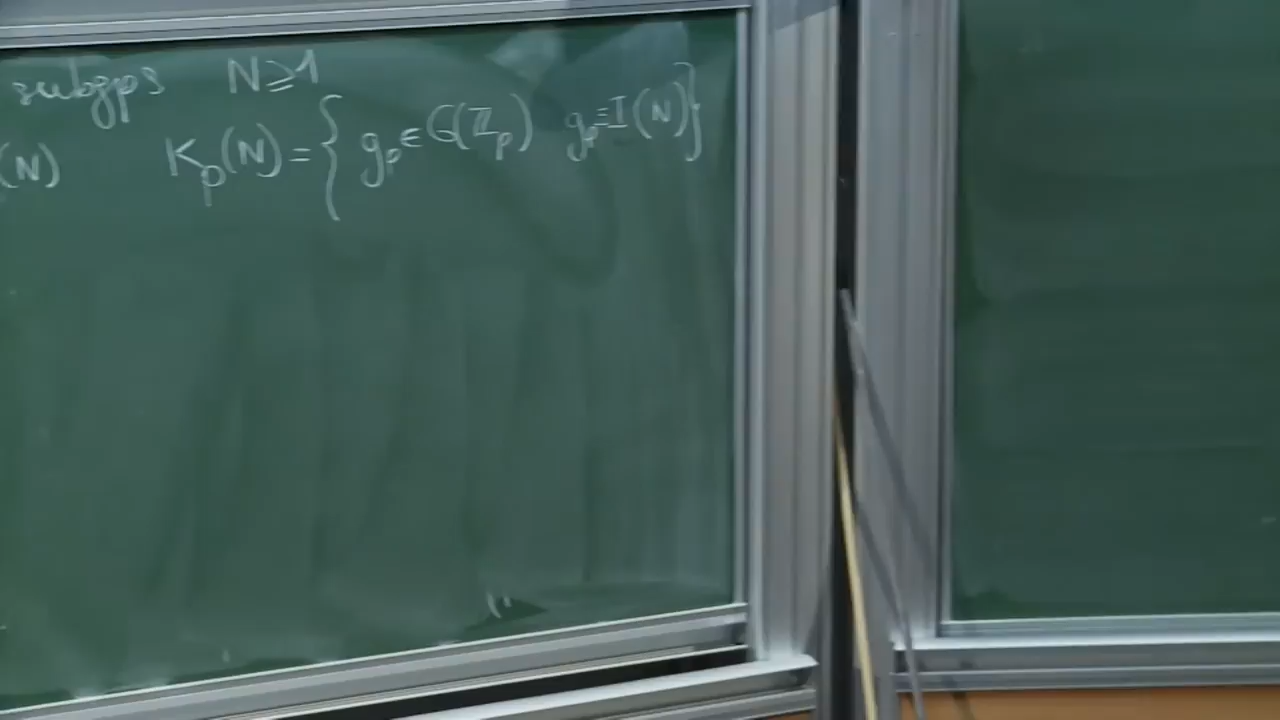 subgps N ≥ 1
(N) K_p(N) = { g_p ∈ G(ℤ_p) g_p ≡ I (N) }